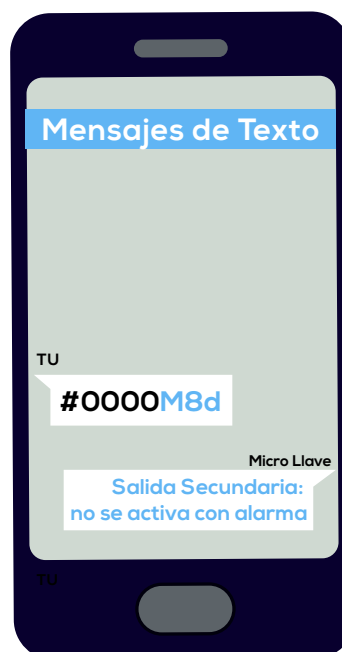 Mensajes de Texto
TU
#0000M8d
Micro Llave
Salida Secundaria:
no se activa con alarma
TU